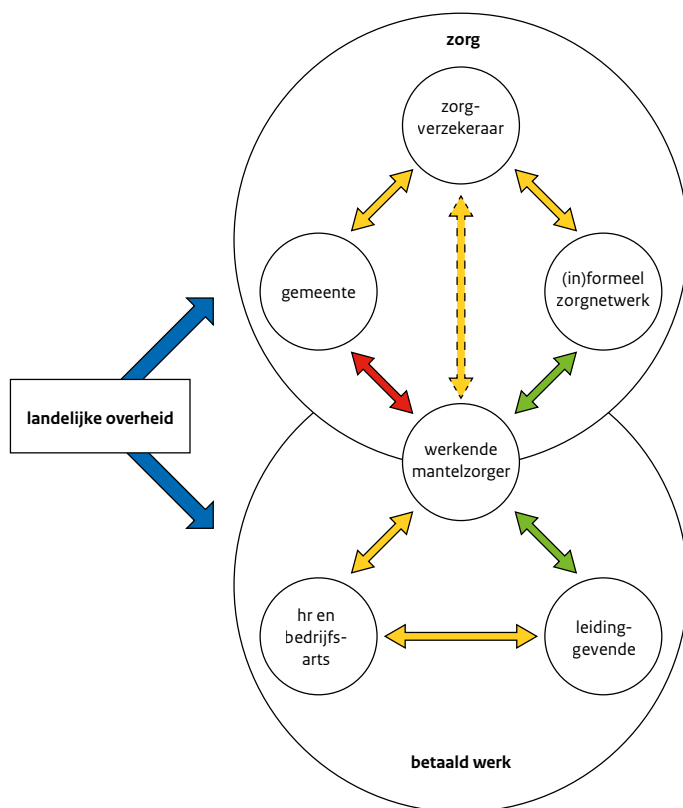 zorg
zorg-
verzekeraar
gemeente
(in)formeel
zorgnetwerk
landelijke overheid
werkende
mantelzorger
hr en
bedrijfs-
arts
leiding-
gevende
betaald werk